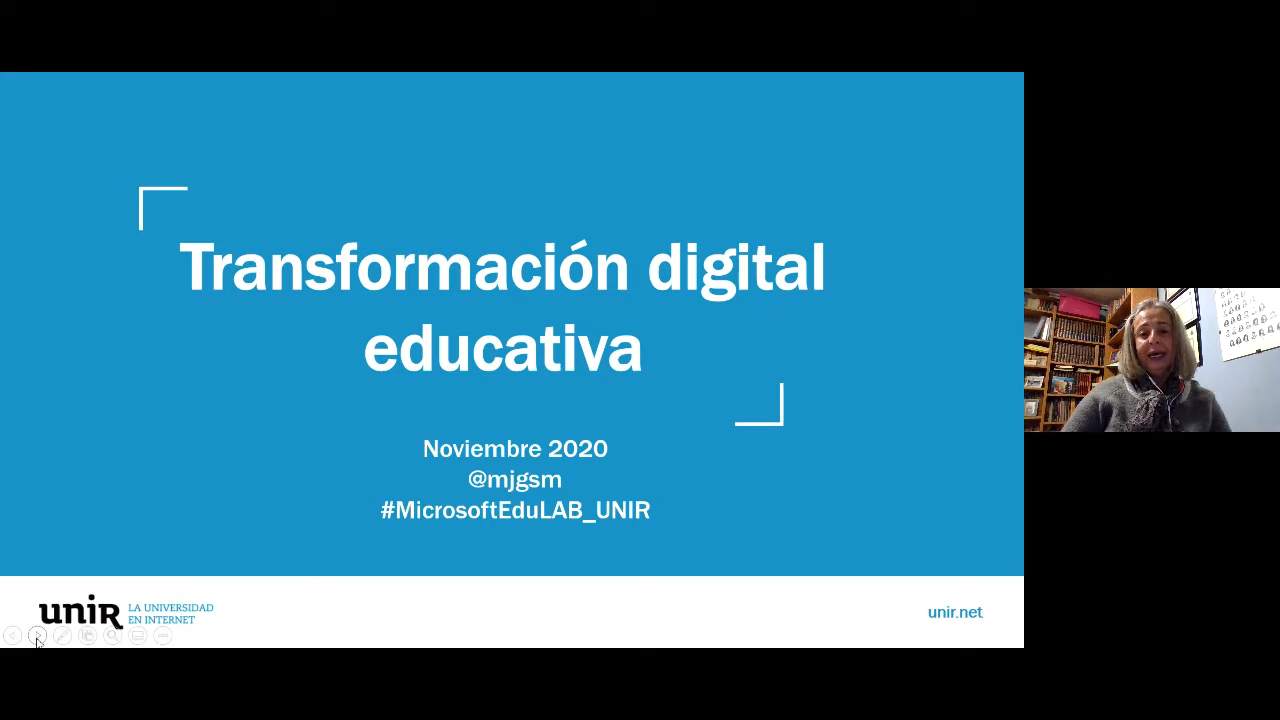 Transformación digital
educativa
Noviembre 2020
@mjgsm
#MicrosoftEduLAB_UNIR
unir
LA UNIVERSIDAD
EN INTERNET
unir.net